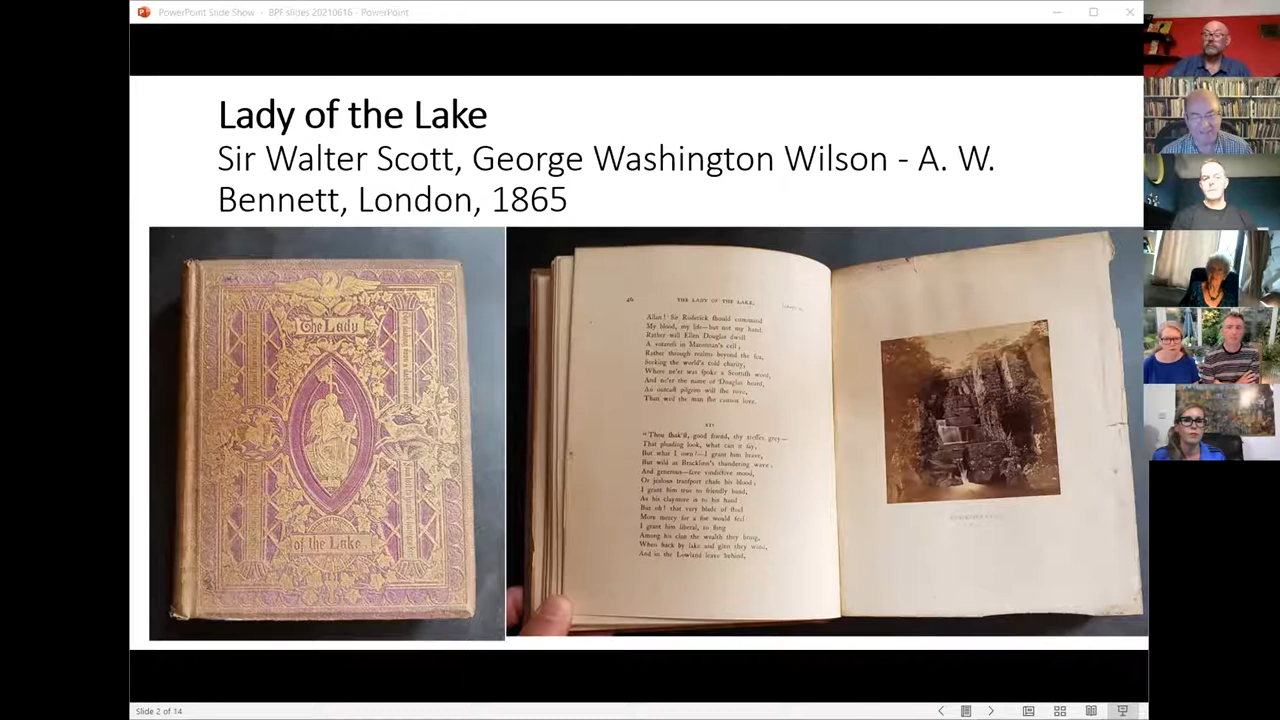 PowerPoint Slide Show - BPF slides 20210616 - PowerPoint
Lady of the Lake
Sir Walter Scott, George Washington Wilson - A. W.
Bennett, London, 1865
The Lady
of the Lake
46
THE LADY OF THE LAKE.
Allan! Sir Roderick ſhould command
My blood, my life—but not my hand.
Rather will Ellen Douglas dwell
A votareſs in Maronnan's cell;
Rather through realms beyond the ſea,
Seeking the world's cold charity,
Where ne'er was ſpoke a Scottiſh word,
And ne'er the name of Douglas heard,
An outcaſt pilgrim will ſhe rove,
Than wed the man ſhe cannot love.
XIV
"Thou ſhak'ſt, good friend, thy treſſes grey—
That pleading look, what can it ſay,
But what I own?—I grant him brave,
But wild as Bracklinn's thundering wave;
And generous—ſave vindictive mood,
Or jealous tranſport chafe his blood;
I grant him true to friendly band,
As his claymore is to his hand
But oh! that very blade of ſteel
More mercy for a foe would feel
I grant him liberal, to fling
Among his clan the wealth they bring,
When back by lake and glen they wind,
And in the Lowland leave behind,
Slide 2 of 14